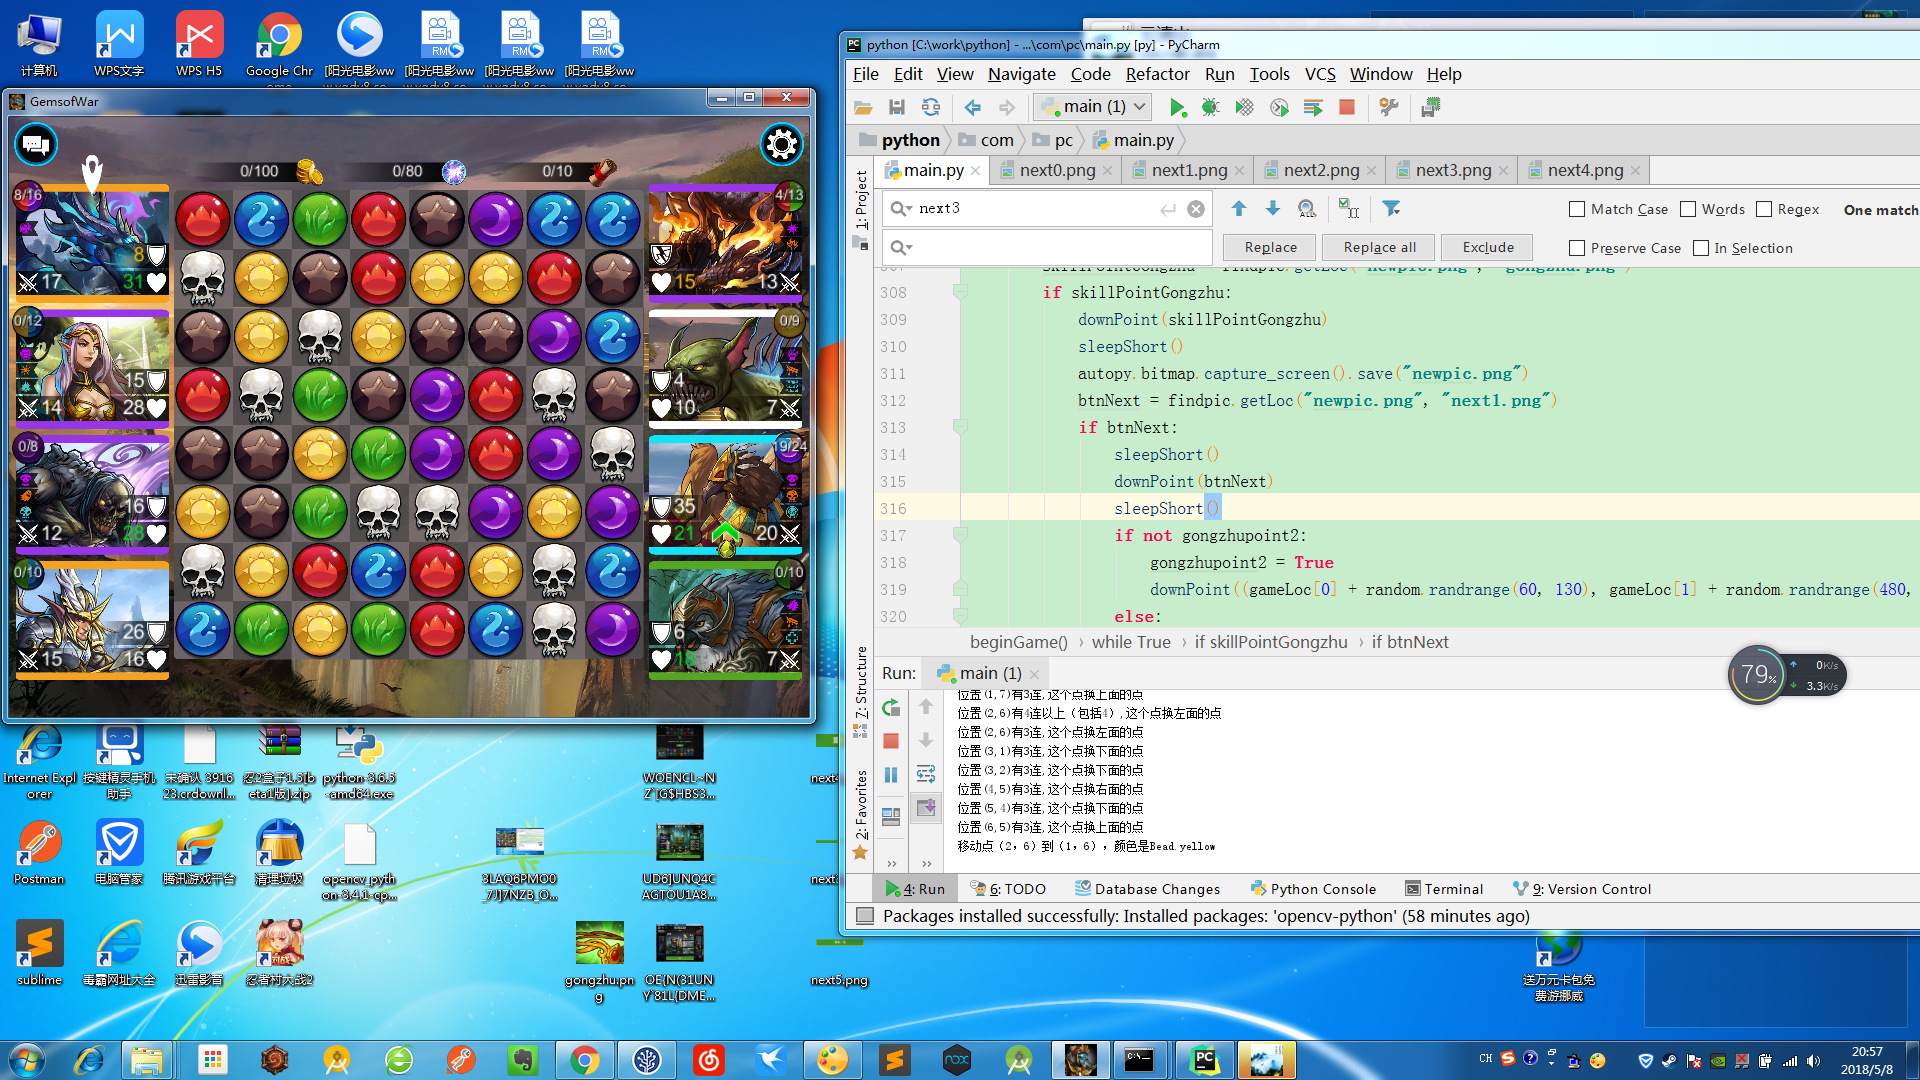 计算机
WPS文字
WPS H5
Google Chr
ome
[阳光电影ww
[阳光电影ww
[阳光电影ww
[阳光电影ww
GemsofWar
0/100
0/80
0/10
8/16
8
17
31
0/12
15
14
28
0/8
16
12
28
0/10
26
15
16
4/13
15
13
0/9
4
10
7
19/24
35
21
20
0/10
6
7
python [C:\work\python] - ...\com\pc\main.py [py] - PyCharm
File Edit View Navigate Code Refactor Run Tools VCS Window Help
main (1)
python
com
pc
main.py
main.py
next0.png
next1.png
next2.png
next3.png
next4.png
1: Project
next3
Match Case
Words
Regex
One match
Replace
Replace all
Exclude
Preserve Case
In Selection
308 if skillPointGongzhu:
309 downPoint(skillPointGongzhu)
310 sleepShort()
311 autopy.bitmap.capture_screen().save("newpic.png")
312 btnNext = findpic.getLoc("newpic.png", "next1.png")
313 if btnNext:
314 sleepShort()
315 downPoint(btnNext)
316 sleepShort()
317 if not gongzhupoint2:
318 gongzhupoint2 = True
319 downPoint((gameLoc[0] + random.randrange(60, 130), gameLoc[1] + random.randrange(480,
320 else:
beginGame() › while True › if skillPointGongzhu › if btnNext
Run: main (1)
7: Structure
2: Favorites
位置(1,7)有3连,这个点换上面的点
位置(2,6)有4连以上（包括4）,这个点换左面的点
位置(2,6)有3连,这个点换左面的点
位置(3,1)有3连,这个点换下面的点
位置(3,2)有3连,这个点换下面的点
位置(4,5)有3连,这个点换右面的点
位置(5,4)有3连,这个点换下面的点
位置(6,5)有3连,这个点换上面的点
移动点（2，6）到（1，6），颜色是Bead.yellow
79%
0K/s
3.3K/s
4: Run
6: TODO
Database Changes
Python Console
Terminal
9: Version Control
Packages installed successfully: Installed packages: 'opencv-python' (58 minutes ago)
Internet Expl
orer
按键精灵手机
助手
宋确认 3916
23.crdownl...
忍2盒子1.5[b
eta1版].zip
python-3.6.5
-amd64.exe
WOENCL~N
Z`[G$HBS3...
Postman
电脑管家
腾讯游戏平台
清理垃圾
opencv_pyth
on-3.4.1-cp...
3LAQ6PMO0
_7JJ7NZB_O...
UD6]UNQ4C
AGTOU1A8...
sublime
毒霸网址大全
迅雷影音
忍者村大战2
gongzhu.pn
g
OE{N(31UN
Y`81L{DME...
next5.png
送万元卡包免
费游挪威
CH
20:57
2018/5/8